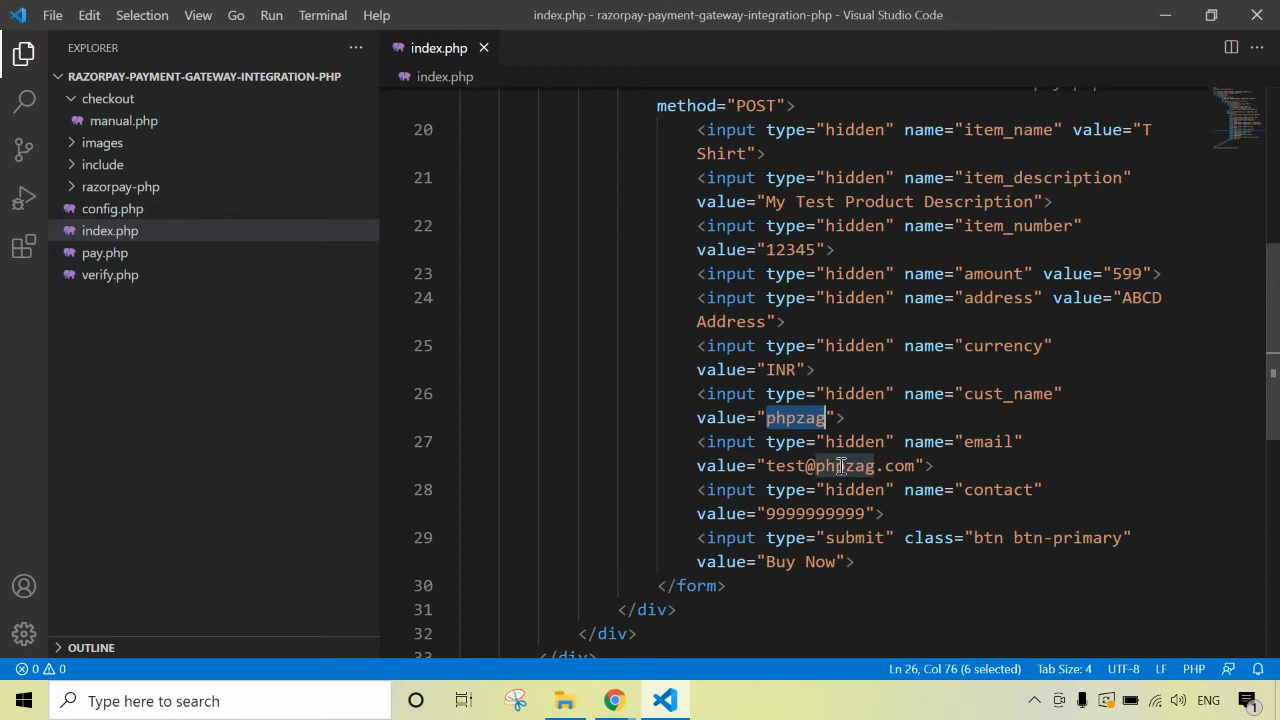 File Edit Selection View Go Run Terminal Help
index.php - razorpay-payment-gateway-integration-php - Visual Studio Code
EXPLORER
RAZORPAY-PAYMENT-GATEWAY-INTEGRATION-PHP
checkout
manual.php
images
include
razorpay-php
config.php
index.php
pay.php
verify.php
OUTLINE
index.php
index.php
method="POST">
20 <input type="hidden" name="item_name" value="T
Shirt">
21 <input type="hidden" name="item_description"
value="My Test Product Description">
22 <input type="hidden" name="item_number"
value="12345">
23 <input type="hidden" name="amount" value="599">
24 <input type="hidden" name="address" value="ABCD
Address">
25 <input type="hidden" name="currency"
value="INR">
26 <input type="hidden" name="cust_name"
value="phpzag">
27 <input type="hidden" name="email"
value="test@phpzag.com">
28 <input type="hidden" name="contact"
value="9999999999">
29 <input type="submit" class="btn btn-primary"
value="Buy Now">
30 </form>
31 </div>
32 </div>
33 </div>
0 0
Ln 26, Col 76 (6 selected) Tab Size: 4 UTF-8 LF PHP
Type here to search
ENG
1